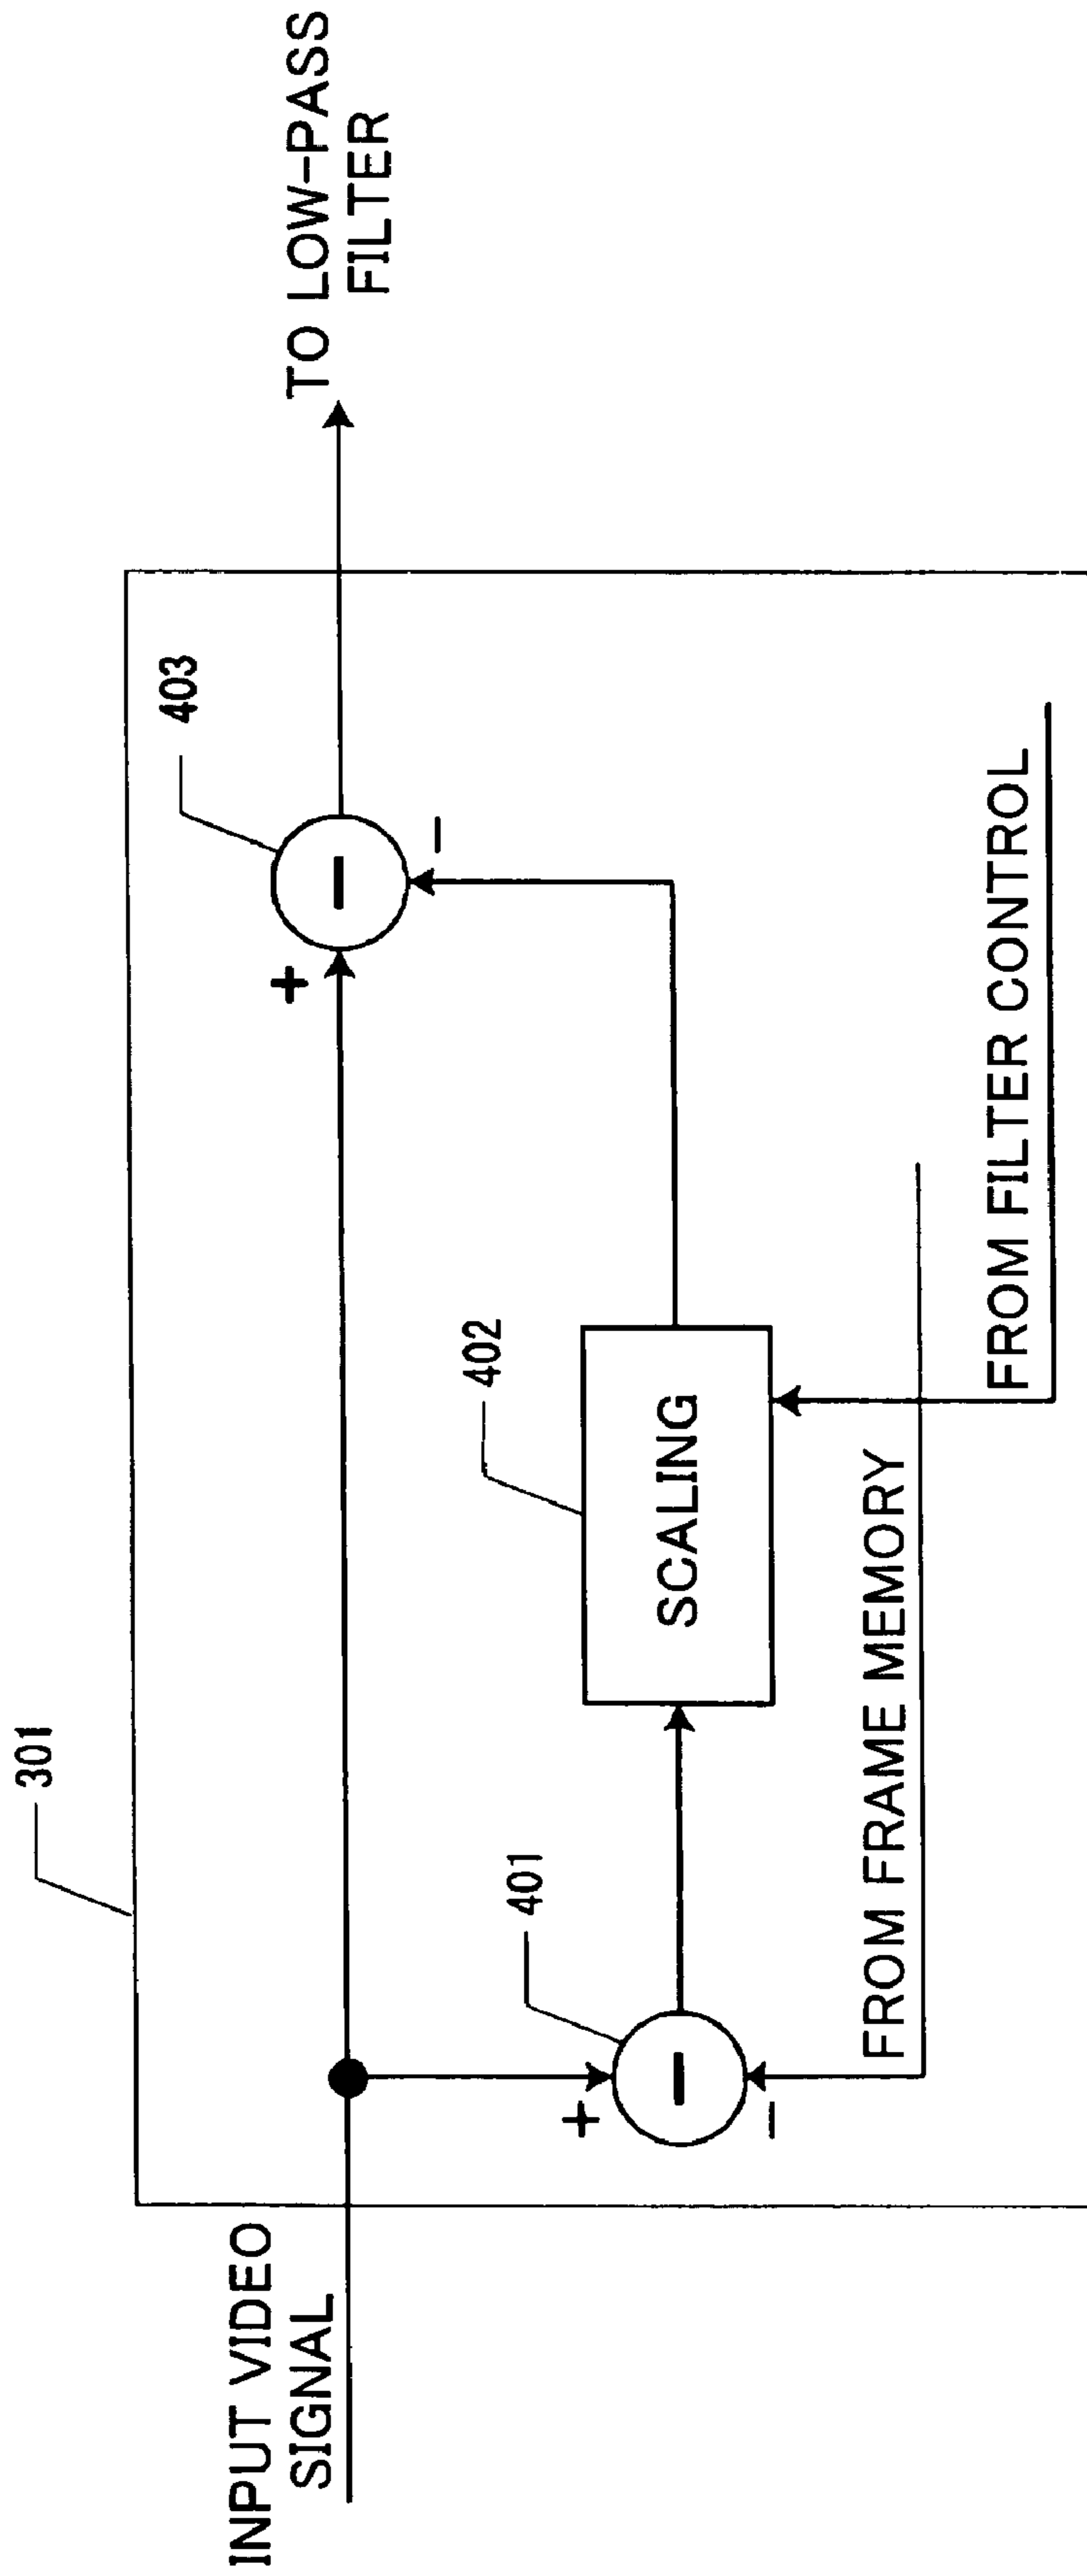 301
INPUT VIDEO
SIGNAL
TO LOW-PASS
FILTER
403
+
−
−
402
SCALING
401
+
−
−
FROM FRAME MEMORY
FROM FILTER CONTROL